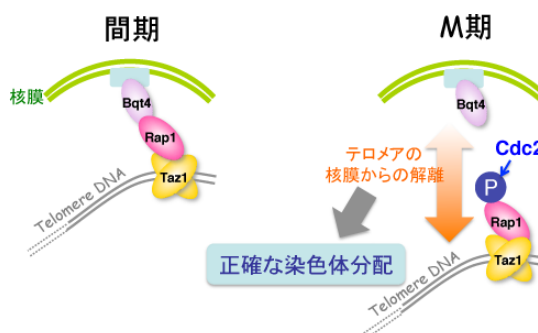 間期
核膜
Bqt4
Rap1
Taz1
Telomere DNA
M期
Bqt4
テロメアの
核膜からの解離
Cdc2
P
Rap1
Taz1
Telomere DNA
正確な染色体分配